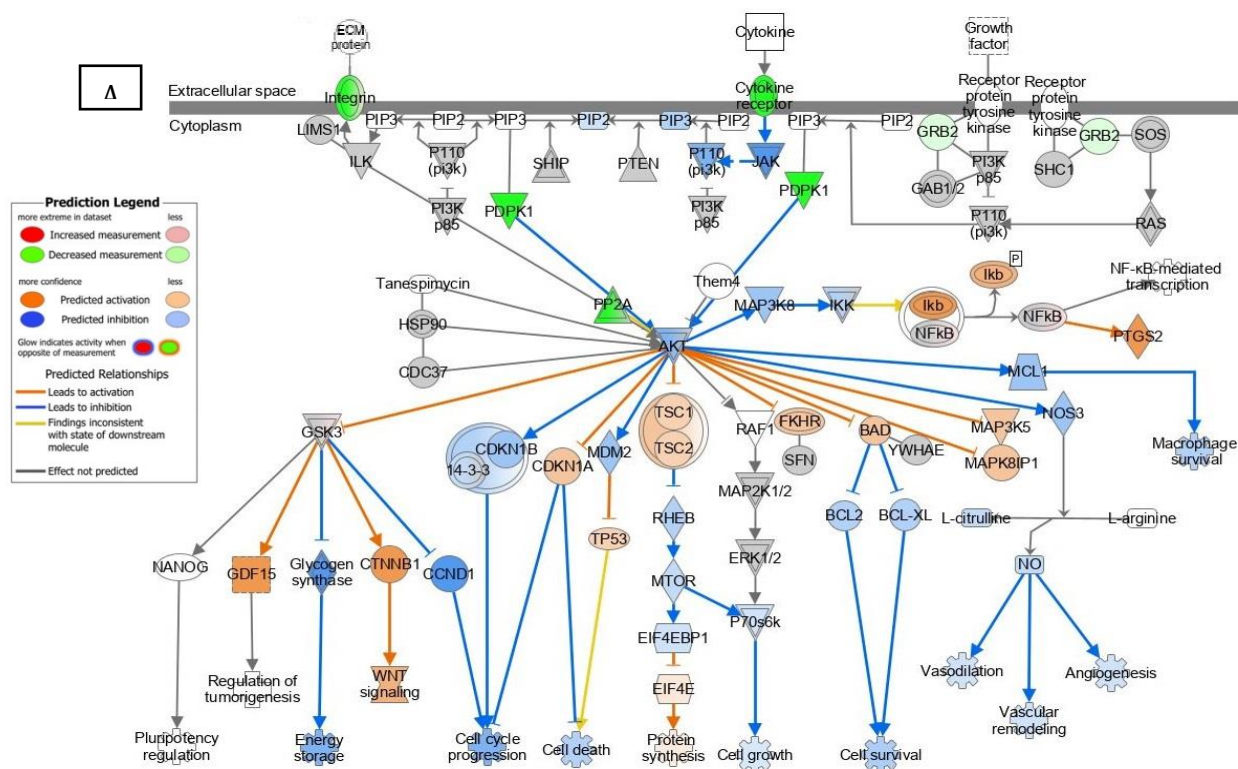 Δ
ECM
protein
Cytokine
Growth
factor
Extracellular space
Cytoplasm
Integrin
Cytokine
receptor
Receptor
protein
tyrosine
kinase
Receptor
protein
tyrosine
kinase
LIMS1
PIP3
PIP2
PIP3
PIP2
PIP3
PIP2
PIP3
PIP2
GRB2
GRB2
SOS
ILK
P110
(pi3k)
SHIP
PTEN
P110
(pi3k)
JAK
PI3K
p85
GAB1/2
SHC1
PDPK1
PI3K
p85
PI3K
p85
PDPK1
P110
(pi3k)
RAS
Prediction Legend
more extreme in dataset
less
Increased measurement
Decreased measurement
more confidence
less
Predicted activation
Predicted inhibition
Glow indicates activity when
opposite of measurement
Predicted Relationships
Leads to activation
Leads to inhibition
Findings inconsistent
with state of downstream
molecule
Effect not predicted
Tanespimycin
HSP90
CDC37
PP2A
Them4
AKT
MAP3K8
IKK
Ikb
P
Ikb
NFkB
NFkB
NF-κB-mediated
transcription
PTGS2
MCL1
NOS3
Macrophage
survival
GSK3
CDKN1B
14-3-3
CDKN1A
MDM2
TSC1
TSC2
RAF1
FKHR
SFN
BAD
YWHAE
MAP3K5
MAPK8IP1
MAP2K1/2
ERK1/2
P70s6k
BCL2
BCL-XL
L-citrulline
L-arginine
NO
NANOG
GDF15
Glycogen
synthase
CTNNB1
CCND1
TP53
RHEB
MTOR
EIF4EBP1
EIF4E
Regulation
of tumorigenesis
WNT
signaling
Vasodilation
Angiogenesis
Vascular
remodeling
Pluripotency
regulation
Energy
storage
Cell cycle
progression
Cell death
Protein
synthesis
Cell growth
Cell survival